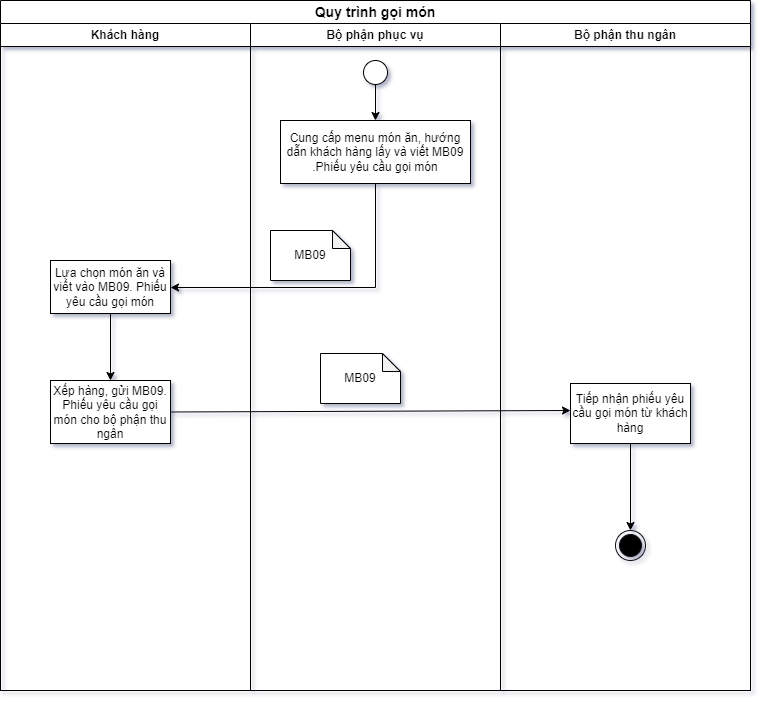 Quy trình gọi món
Khách hàng
Bộ phận phục vụ
Bộ phận thu ngân
Cung cấp menu món ăn, hướng
dẫn khách hàng lấy và viết MB09
.Phiếu yêu cầu gọi món
MB09
Lựa chọn món ăn và
viết vào MB09. Phiếu
yêu cầu gọi món
MB09
Xếp hàng, gửi MB09.
Phiếu yêu cầu gọi
món cho bộ phận thu
ngân
Tiếp nhận phiếu yêu
cầu gọi món từ khách
hàng